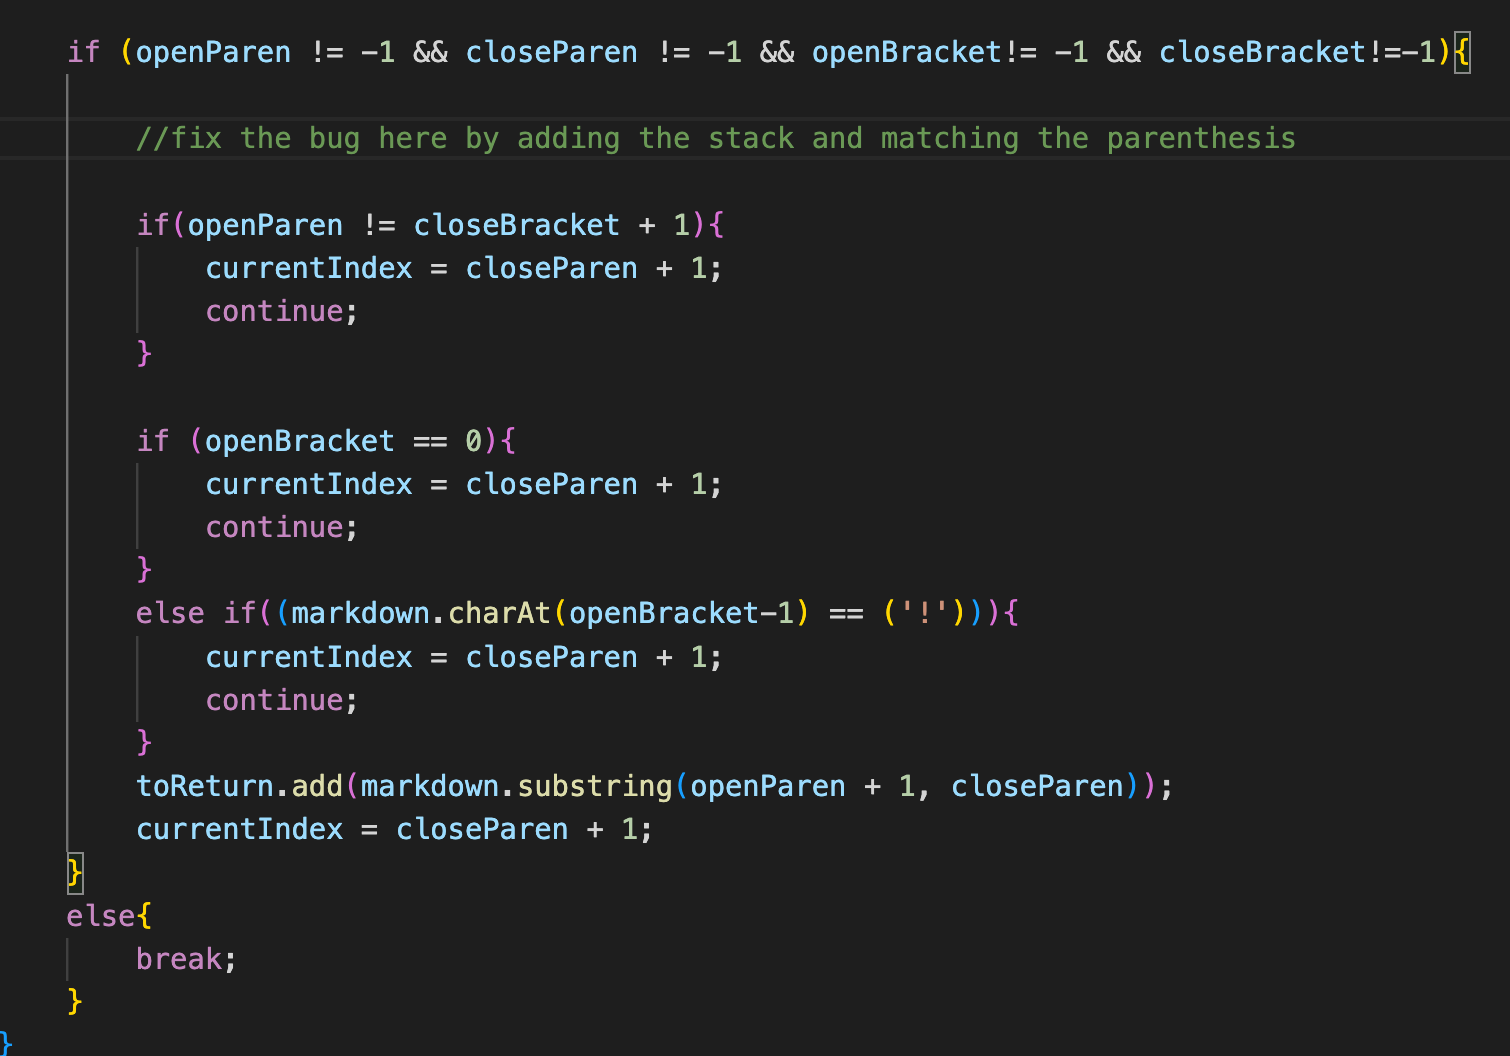 if (openParen != -1 && closeParen != -1 && openBracket!= -1 && closeBracket!=-1){
//fix the bug here by adding the stack and matching the parenthesis
if(openParen != closeBracket + 1){
currentIndex = closeParen + 1;
continue;
}
if (openBracket == 0){
currentIndex = closeParen + 1;
continue;
}
else if((markdown.charAt(openBracket-1) == ('!'))){
currentIndex = closeParen + 1;
continue;
}
toReturn.add(markdown.substring(openParen + 1, closeParen));
currentIndex = closeParen + 1;
}
else{
break;
}
}